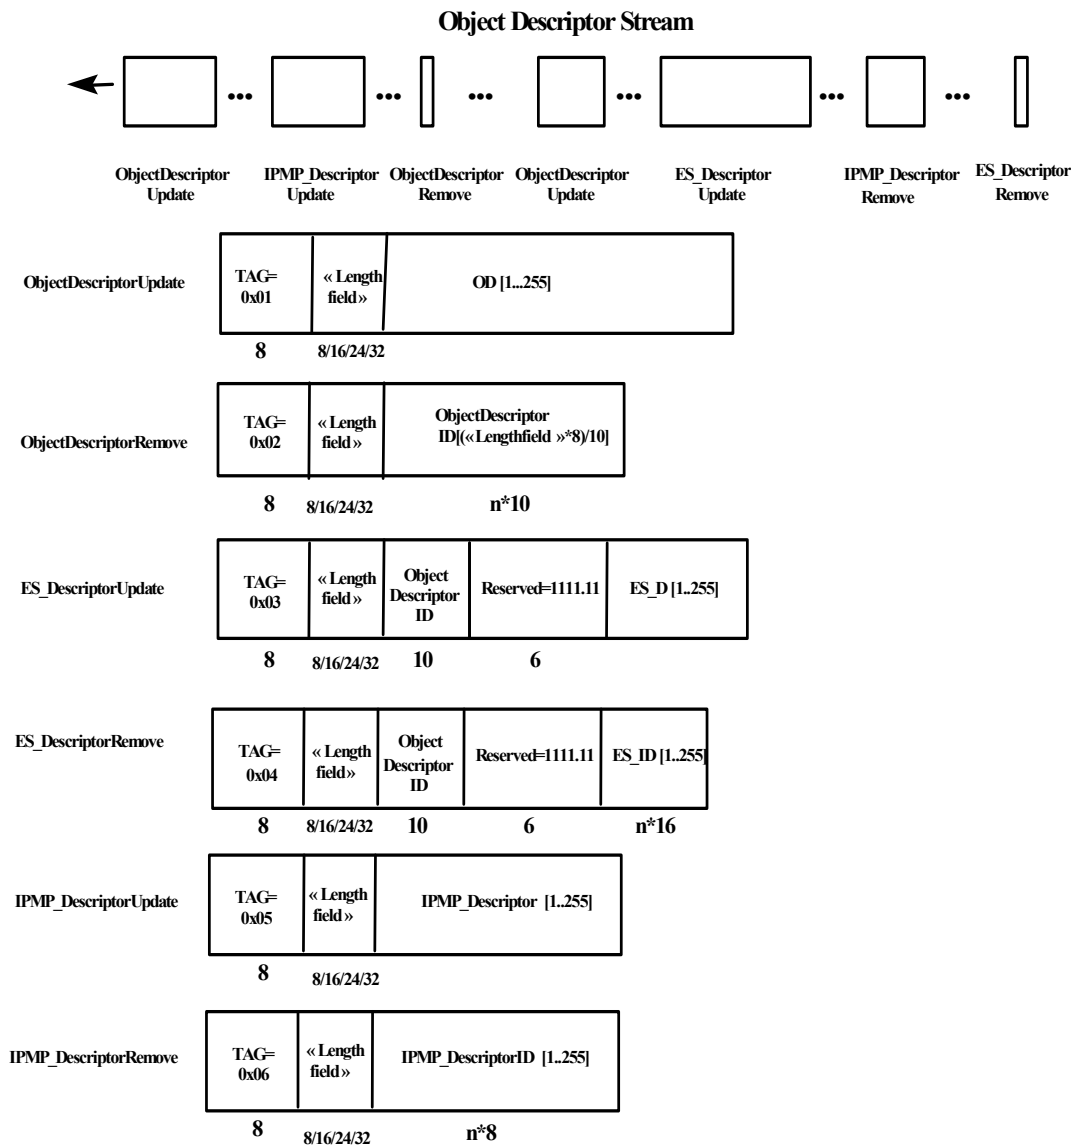 Object Descriptor Stream
... ... ... ... ... ...
ObjectDescriptor IPMP_Descriptor ObjectDescriptor ObjectDescriptor ES_Descriptor IPMP_Descriptor ES_Descriptor
Update Update Remove Update Update Remove Remove
ObjectDescriptorUpdate
TAG=
0x01
« Length
field »
OD [1...255]
8 8/16/24/32
ObjectDescriptorRemove
TAG=
0x02
« Length
field »
ObjectDescriptor
ID[(«Lengthfield »*8)/10]
8 8/16/24/32 n*10
ES_DescriptorUpdate
TAG=
0x03
« Length
field »
Object
Descriptor
ID
Reserved=1111.11
ES_D [1..255]
8 8/16/24/32 10 6
ES_DescriptorRemove
TAG=
0x04
« Length
field »
Object
Descriptor
ID
Reserved=1111.11
ES_ID [1..255]
8 8/16/24/32 10 6 n*16
IPMP_DescriptorUpdate
TAG=
0x05
« Length
field »
IPMP_Descriptor [1..255]
8 8/16/24/32
IPMP_DescriptorRemove
TAG=
0x06
« Length
field »
IPMP_DescriptorID [1..255]
8 8/16/24/32 n*8